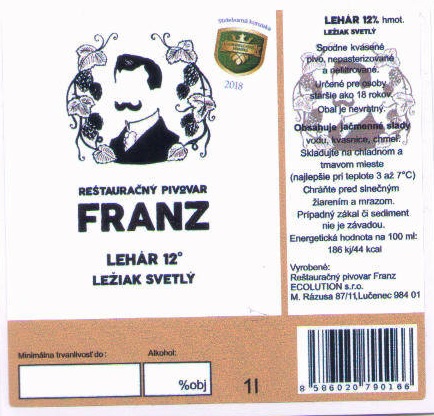 Hotelserná korunka
2018
REŠTAURAČNÝ PIVOVAR
FRANZ
LEHÁR 12°
LEŽIAK SVETLÝ
Minimálna trvanlivosť do :
Alkohol:
%obj
1l
LEHÁR 12% hmot.
LEŽIAK SVETLÝ
Spodne kvasené
pivo, nepasterizované
a nefiltrované.
Určené pre osoby
staršie ako 18 rokov.
Obal je nevratný.
Obsahuje jačmenné slady
vodu, kvasnice, chmeľ.
Skladujte na chladnom a
tmavom mieste
(najlepšie pri teplote 3 až 7°C)
Chráňte pred slnečným
žiarením a mrazom.
Prípadný zákal či sediment
nie je závadou.
Energetická hodnota na 100 ml:
186 kj/44 kcal
Vyrobené:
Reštauračný pivovar Franz
ECOLUTION s.r.o.
M. Rázusa 87/11,Lučenec 984 01
8 586020 790166